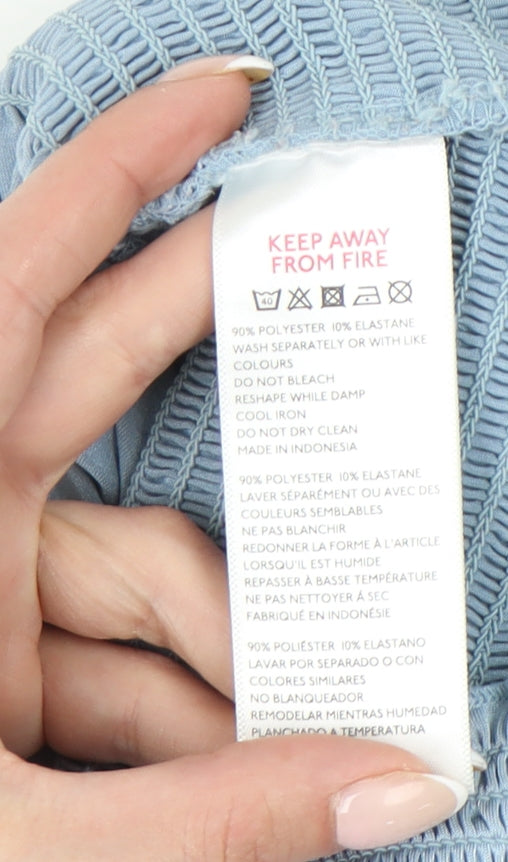 KEEP AWAY
FROM FIRE
40
90% POLYESTER 10% ELASTANE
WASH SEPARATELY OR WITH LIKE
COLOURS
DO NOT BLEACH
RESHAPE WHILE DAMP
COOL IRON
DO NOT DRY CLEAN
MADE IN INDONESIA
90% POLYESTER 10% ELASTANE
LAVER SÉPARÉMENT OU AVEC DES
COULEURS SEMBLABLES
NE PAS BLANCHIR
REDONNER LA FORME À L'ARTICLE
LORSQU'IL EST HUMIDE
REPASSER À BASSE TEMPÉRATURE
NE PAS NETTOYER À SEC
FABRIQUÉ EN INDONÉSIE
90% POLIÉSTER 10% ELASTANO
LAVAR POR SEPARADO O CON
COLORES SIMILARES
NO BLANQUEADOR
REMODELAR MIENTRAS HUMEDAD
PLANCHADO A TEMPERATURA